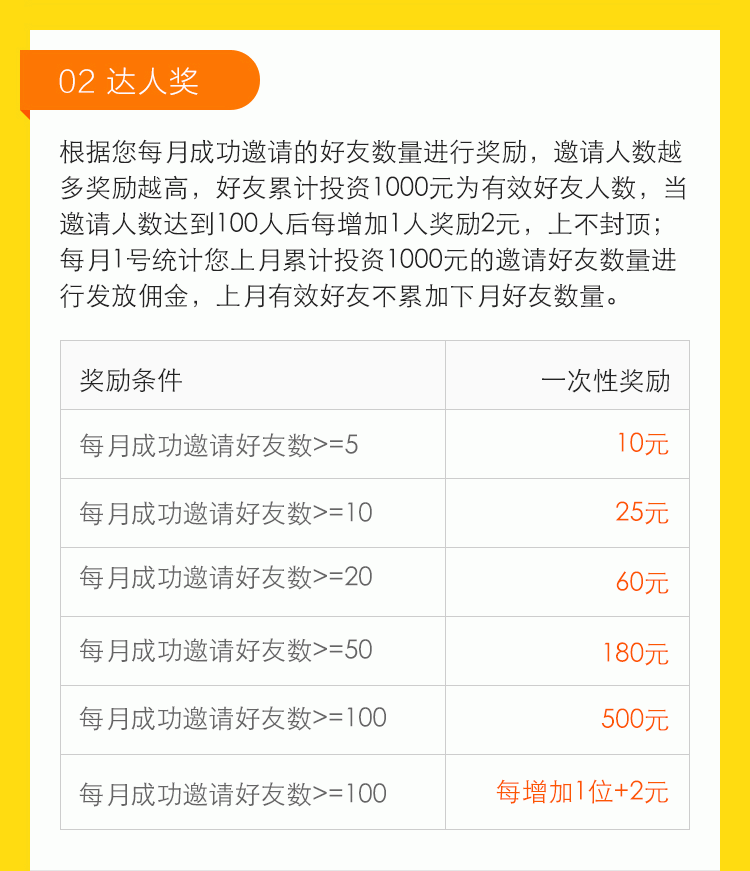 02 达人奖
根据您每月成功邀请的好友数量进行奖励，邀请人数越
多奖励越高，好友累计投资1000元为有效好友人数，当
邀请人数达到100人后每增加1人奖励2元，上不封顶；
每月1号统计您上月累计投资1000元的邀请好友数量进
行发放佣金，上月有效好友不累加下月好友数量。
奖励条件 一次性奖励
每月成功邀请好友数>=5 10元
每月成功邀请好友数>=10 25元
每月成功邀请好友数>=20 60元
每月成功邀请好友数>=50 180元
每月成功邀请好友数>=100 500元
每月成功邀请好友数>=100 每增加1位+2元